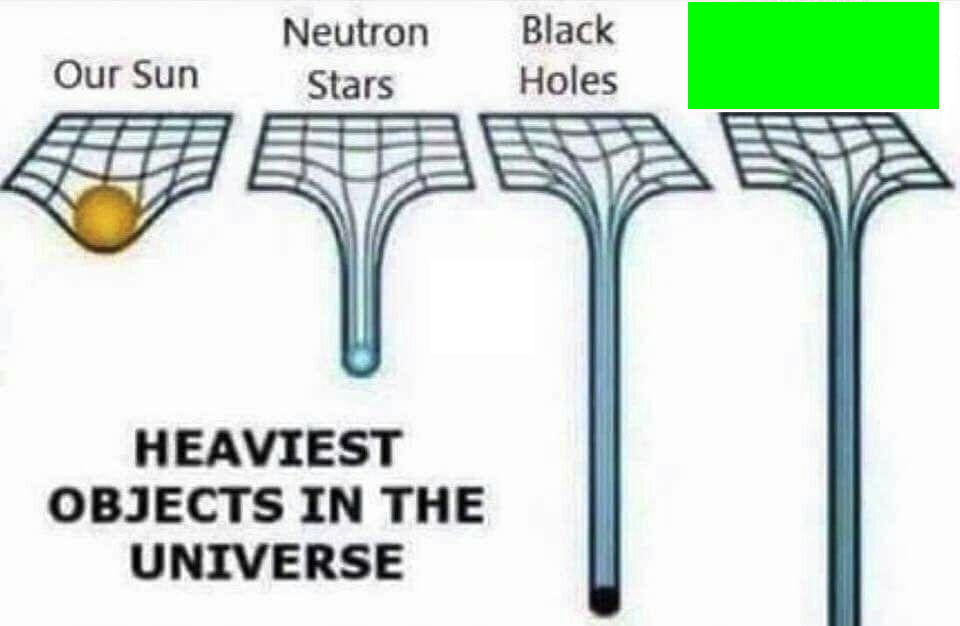 Our Sun
Neutron
Stars
Black
Holes
HEAVIEST
OBJECTS IN THE
UNIVERSE